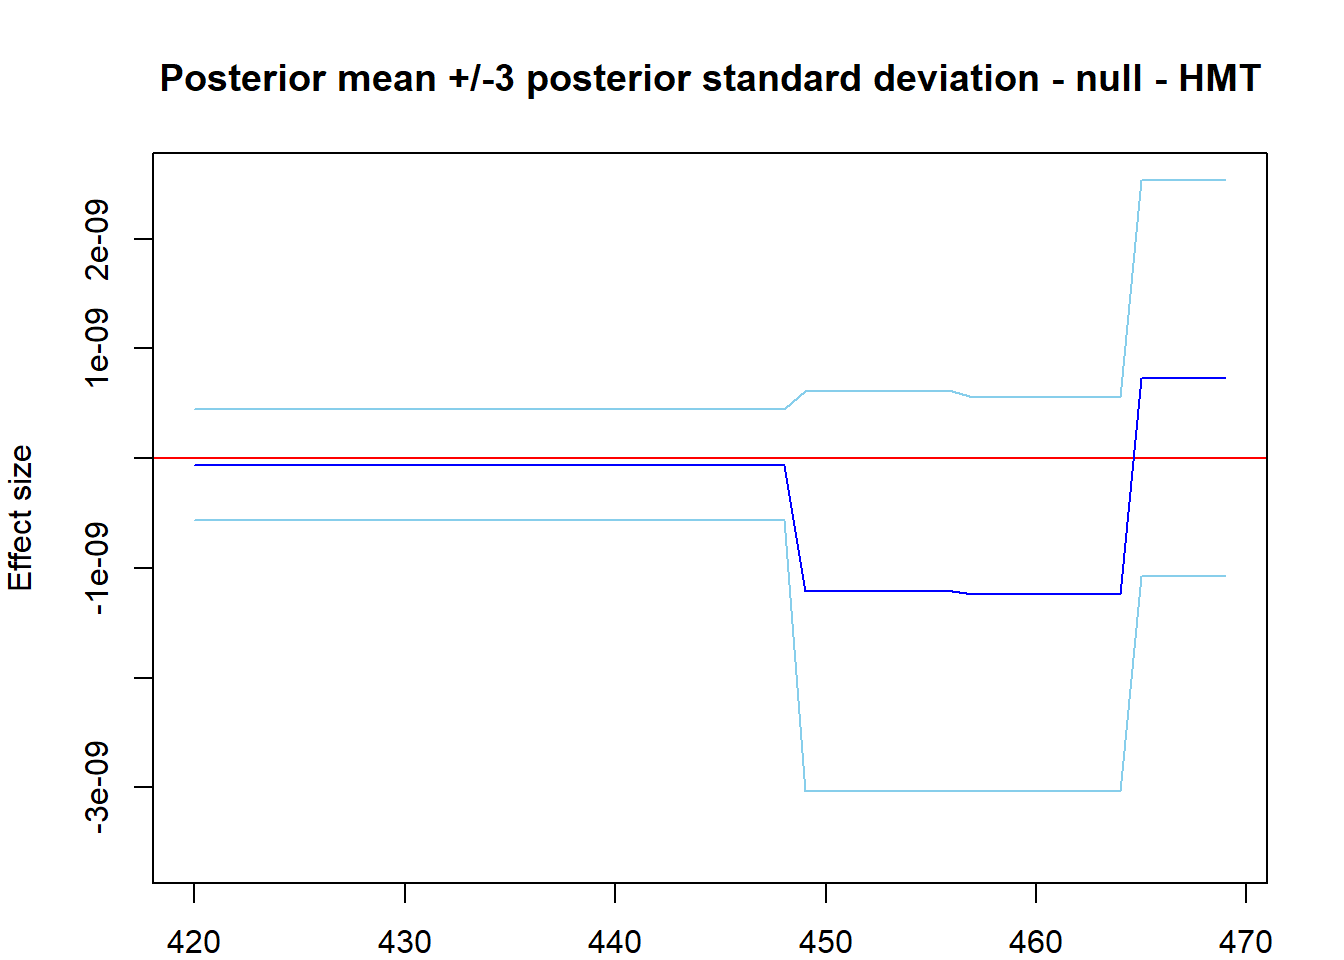 Posterior mean +/-3 posterior standard deviation - null - HMT
Effect size
2e-09
1e-09
-1e-09
-3e-09
420 430 440 450 460 470